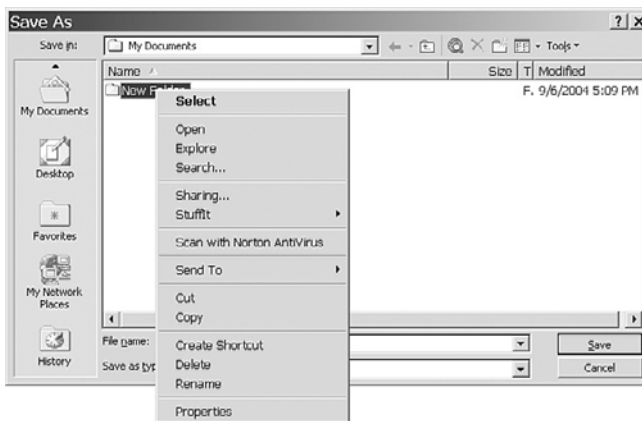 Save As
Save in:
My Documents
Tools
Name
Size
T
Modified
New Folder
F.
9/6/2004 5:09 PM
My Documents
Desktop
Favorites
My Network
Places
History
Select
Open
Explore
Search...
Sharing...
StuffIt
Scan with Norton AntiVirus
Send To
Cut
Copy
Create Shortcut
Delete
Rename
Properties
File name:
Save
Save as typ
Cancel